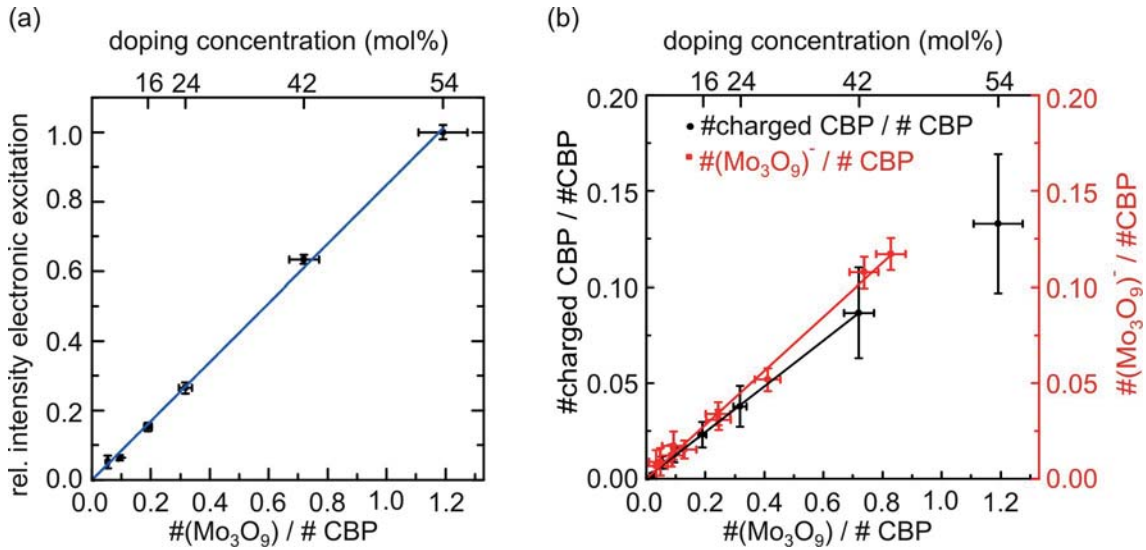 (a)
doping concentration (mol%)
16 24 42 54
rel. intensity electronic excitation
1.0
0.8
0.6
0.4
0.2
0.0
0.0 0.2 0.4 0.6 0.8 1.0 1.2
#(Mo₃O₉) / # CBP
(b)
doping concentration (mol%)
16 24 42 54
#charged CBP / #CBP
0.20
0.15
0.10
0.05
0.00
#charged CBP / # CBP
#(Mo₃O₉)⁻ / # CBP
0.20
0.15
0.10
0.05
0.00
#(Mo₃O₉)⁻ / #CBP
0.0 0.2 0.4 0.6 0.8 1.0 1.2
#(Mo₃O₉) / # CBP